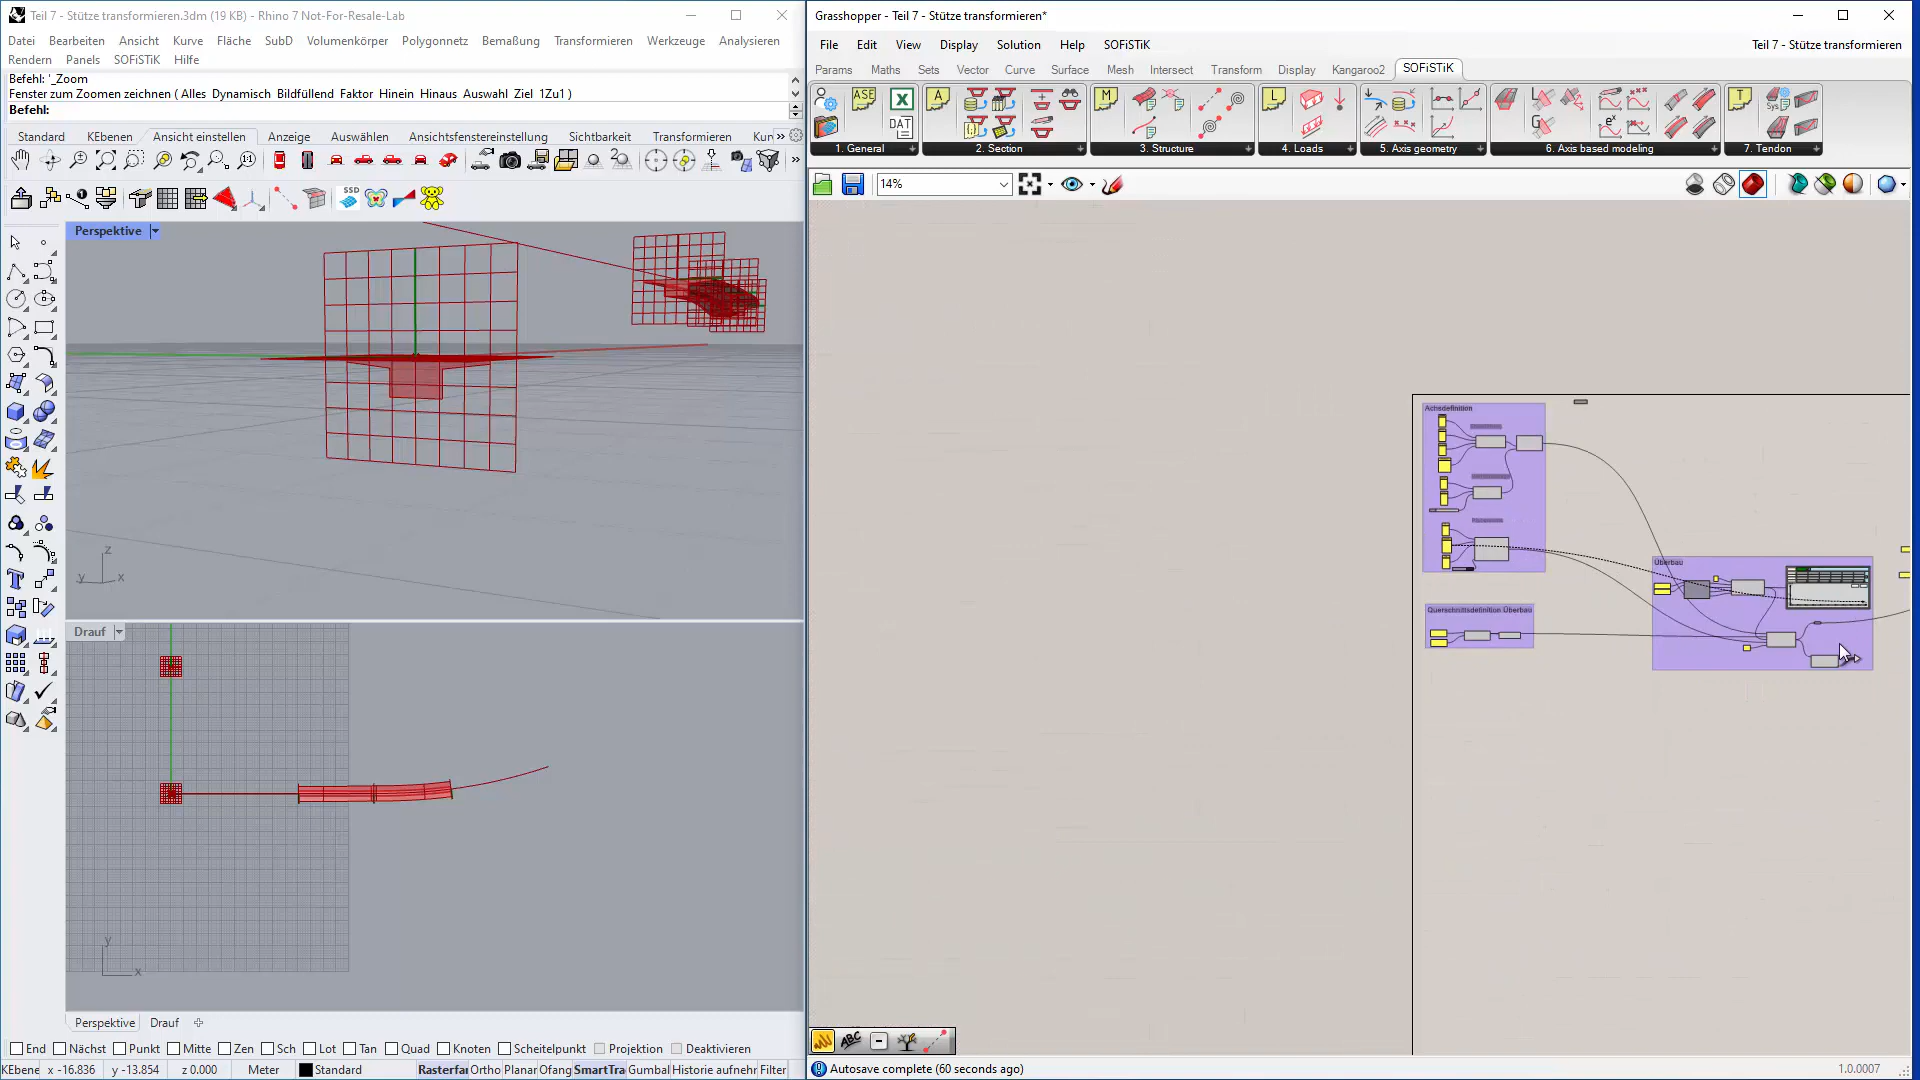 Teil 7 - Stütze transformieren.3dm (19 KB) - Rhino 7 Not-For-Resale-Lab
Datei Bearbeiten Ansicht Kurve Fläche SubD Volumenkörper Polygonnetz Bemaßung Transformieren Werkzeuge Analysieren
Rendern Panels SOFiSTiK Hilfe
Befehl: '_Zoom
Fenster zum Zoomen zeichnen ( Alles Dynamisch Bildfüllend Faktor Hinein Hinaus Auswahl Ziel 1Zu1 )
Befehl:
Standard KEbenen Ansicht einstellen Anzeige Auswählen Ansichtsfenstereinstellung Sichtbarkeit Transformieren Kun
SSD
Perspektive
z
y x
Drauf
y
x
Perspektive Drauf
End Nächst Punkt Mitte Zen Sch Lot Tan Quad Knoten Scheitelpunkt Projektion Deaktivieren
KEbene x -16.836 y -13.854 z 0.000 Meter Standard Rasterfa Ortho Planar Ofang SmartTra Gumbal Historie aufnehr Filter
Grasshopper - Teil 7 - Stütze transformieren*
File Edit View Display Solution Help SOFiSTiK Teil 7 - Stütze transformieren
Params Maths Sets Vector Curve Surface Mesh Intersect Transform Display Kangaroo2 SOFiSTiK
ASE
DAT
A
M
L
G
T
1. General 2. Section 3. Structure 4. Loads 5. Axis geometry 6. Axis based modeling 7. Tendon
14%
Achsdefinition
Überbau
Querschnittsdefinition Überbau
ABC
Autosave complete (60 seconds ago) 1.0.0007